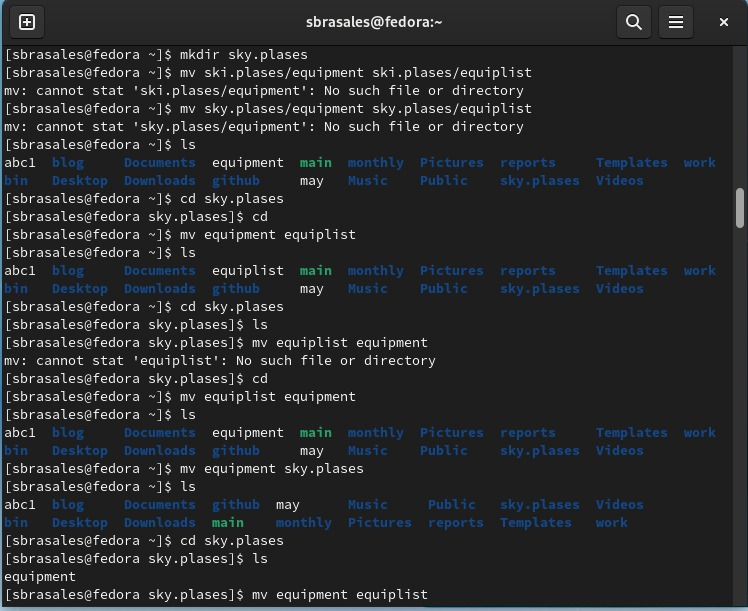 sbrasales@fedora:~
[sbrasales@fedora ~]$ mkdir sky.plases
[sbrasales@fedora ~]$ mv ski.plases/equipment ski.plases/equiplist
mv: cannot stat 'ski.plases/equipment': No such file or directory
[sbrasales@fedora ~]$ mv sky.plases/equipment sky.plases/equiplist
mv: cannot stat 'sky.plases/equipment': No such file or directory
[sbrasales@fedora ~]$ ls
abc1 blog Documents equipment main monthly Pictures reports Templates work
bin Desktop Downloads github may Music Public sky.plases Videos
[sbrasales@fedora ~]$ cd sky.plases
[sbrasales@fedora sky.plases]$ cd
[sbrasales@fedora ~]$ mv equipment equiplist
[sbrasales@fedora ~]$ ls
abc1 blog Documents equiplist main monthly Pictures reports Templates work
bin Desktop Downloads github may Music Public sky.plases Videos
[sbrasales@fedora ~]$ cd sky.plases
[sbrasales@fedora sky.plases]$ ls
[sbrasales@fedora sky.plases]$ mv equiplist equipment
mv: cannot stat 'equiplist': No such file or directory
[sbrasales@fedora sky.plases]$ cd
[sbrasales@fedora ~]$ mv equiplist equipment
[sbrasales@fedora ~]$ ls
abc1 blog Documents equipment main monthly Pictures reports Templates work
bin Desktop Downloads github may Music Public sky.plases Videos
[sbrasales@fedora ~]$ mv equipment sky.plases
[sbrasales@fedora ~]$ ls
abc1 blog Documents github may Music Public sky.plases Videos
bin Desktop Downloads main monthly Pictures reports Templates work
[sbrasales@fedora ~]$ cd sky.plases
[sbrasales@fedora sky.plases]$ ls
equipment
[sbrasales@fedora sky.plases]$ mv equipment equiplist